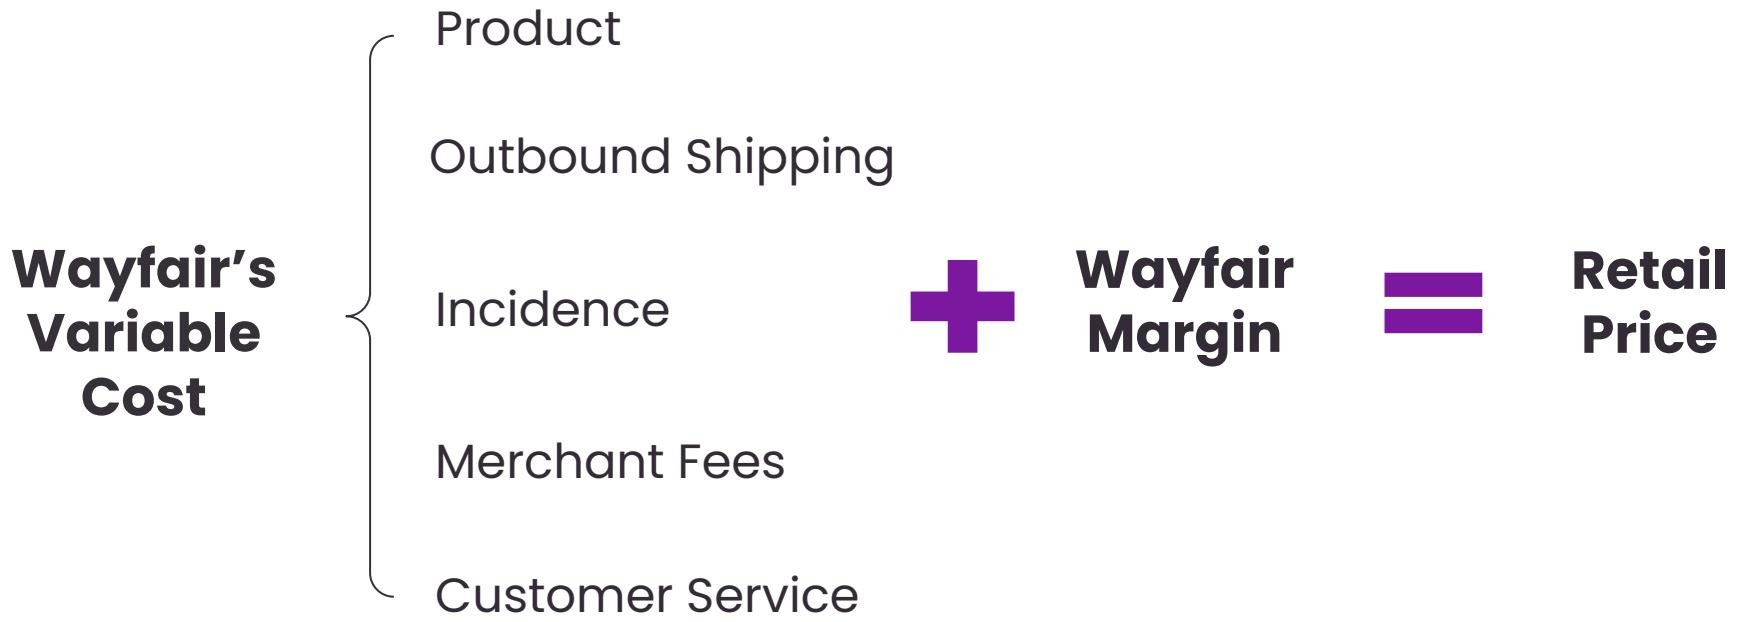 Wayfair’s
Variable
Cost
Product
Outbound Shipping
Incidence
Merchant Fees
Customer Service
+
Wayfair
Margin
=
Retail
Price